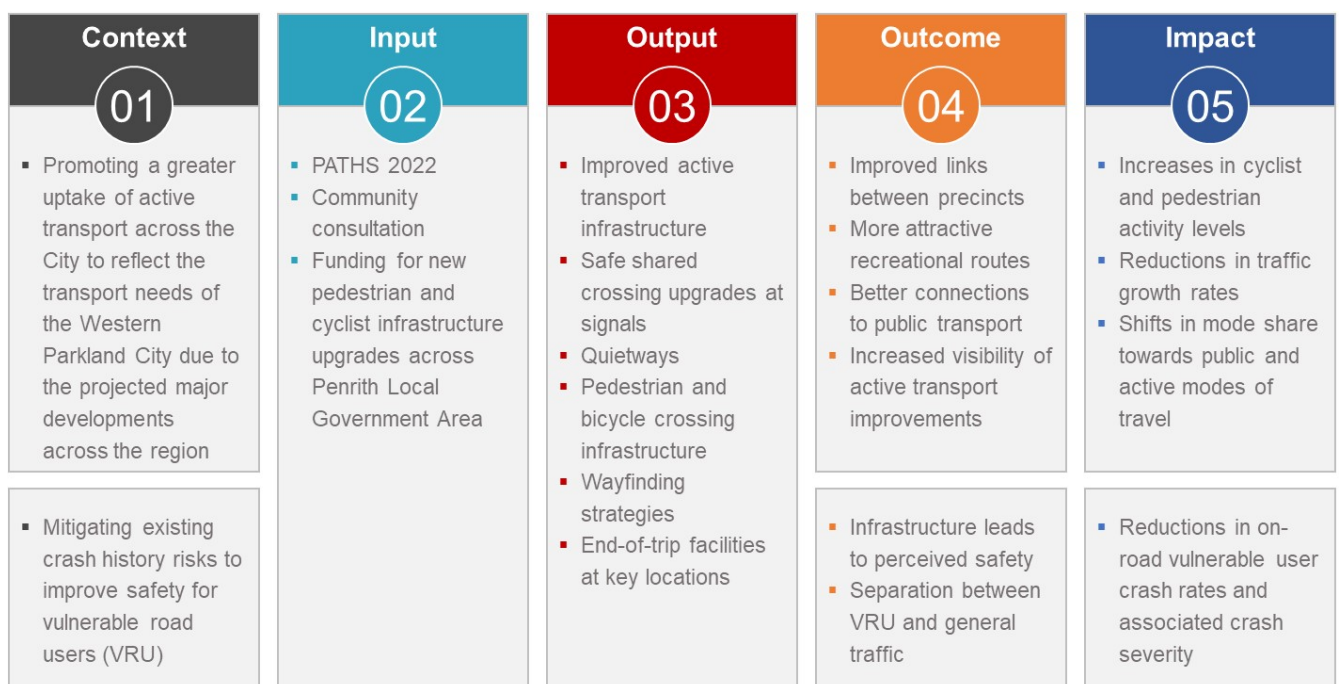 Context
01
▪ Promoting a greater
uptake of active
transport across the
City to reflect the
transport needs of
the Western
Parkland City due to
the projected major
developments
across the region
▪ Mitigating existing
crash history risks to
improve safety for
vulnerable road
users (VRU)
Input
02
▪ PATHS 2022
▪ Community
consultation
▪ Funding for new
pedestrian and
cyclist infrastructure
upgrades across
Penrith Local
Government Area
Output
03
▪ Improved active
transport
infrastructure
▪ Safe shared
crossing upgrades at
signals
▪ Quietways
▪ Pedestrian and
bicycle crossing
infrastructure
▪ Wayfinding
strategies
▪ End-of-trip facilities
at key locations
Outcome
04
▪ Improved links
between precincts
▪ More attractive
recreational routes
▪ Better connections
to public transport
▪ Increased visibility of
active transport
improvements
▪ Infrastructure leads
to perceived safety
▪ Separation between
VRU and general
traffic
Impact
05
▪ Increases in cyclist
and pedestrian
activity levels
▪ Reductions in traffic
growth rates
▪ Shifts in mode share
towards public and
active modes of
travel
▪ Reductions in on-
road vulnerable user
crash rates and
associated crash
severity